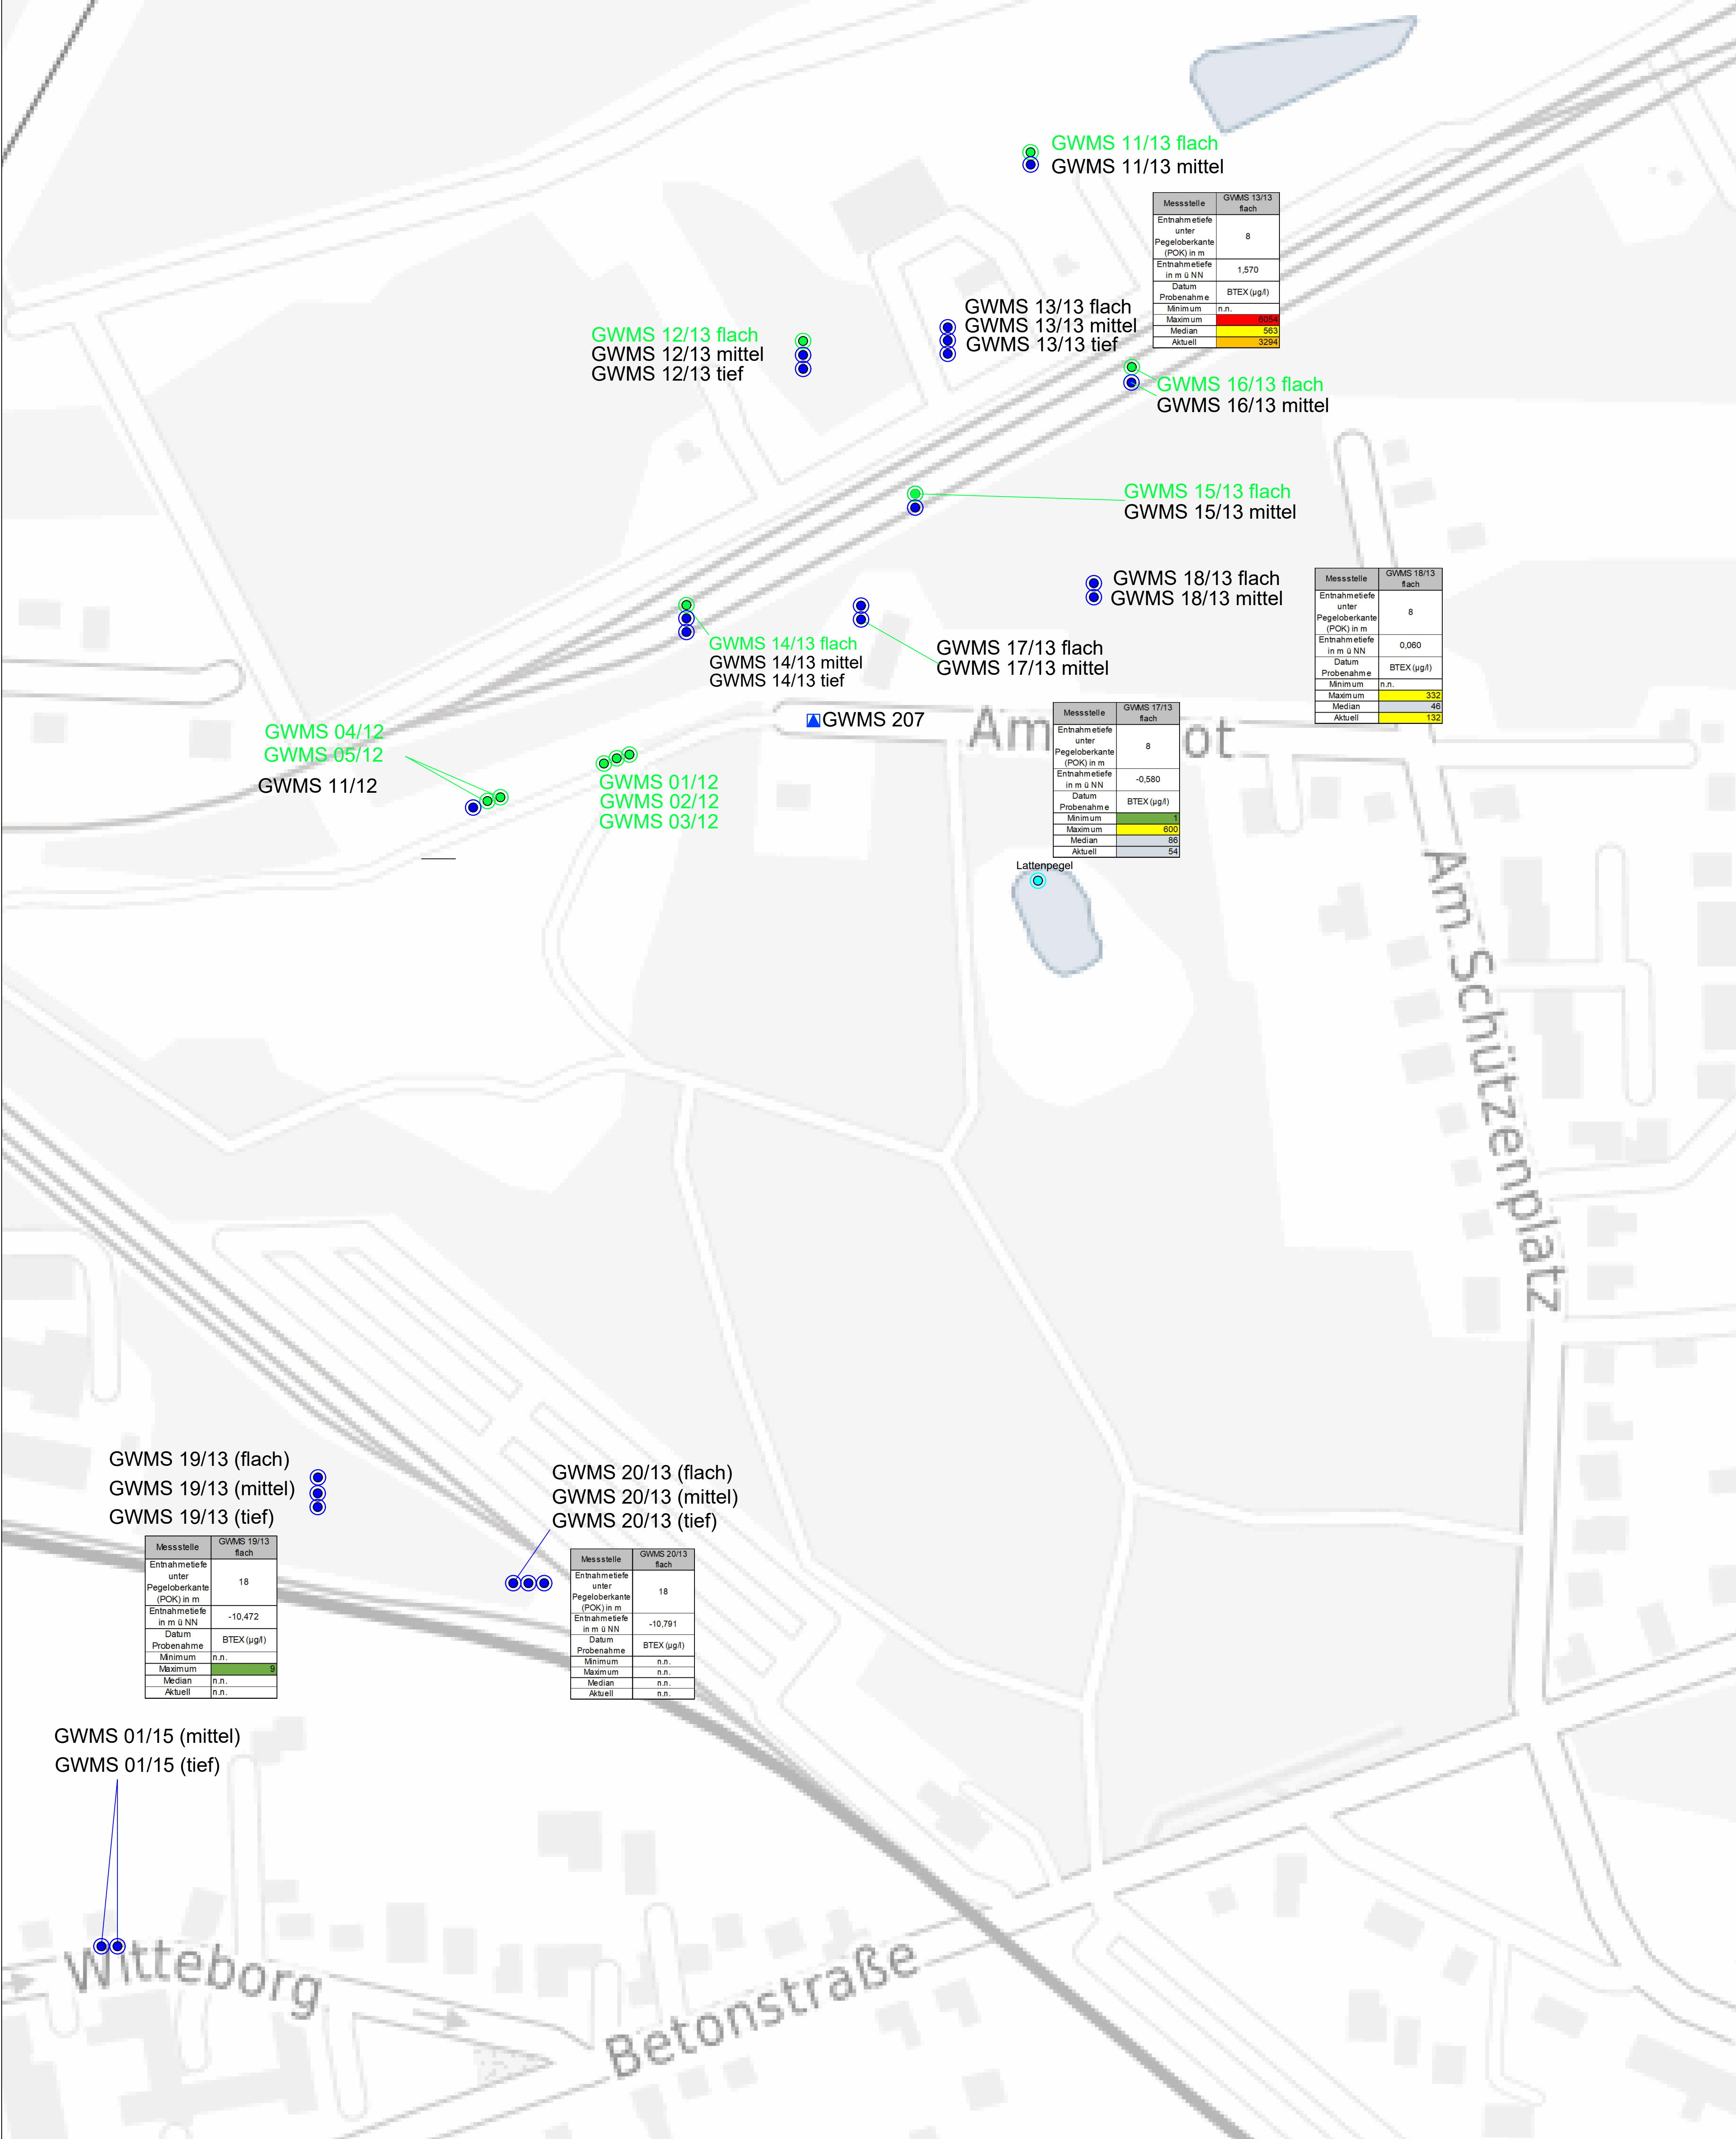 GWMS 11/13 flach
GWMS 11/13 mittel
Messstelle GWMS 13/13 flach
Entnahmetiefe unter Pegeloberkante (POK) in m 8
Entnahmetiefe in m ü NN 1,570
Datum Probenahme BTEX (µg/l)
Minimum n.n.
Maximum 6054
Median 563
Aktuell 3294
GWMS 13/13 flach
GWMS 13/13 mittel
GWMS 13/13 tief
GWMS 12/13 flach
GWMS 12/13 mittel
GWMS 12/13 tief
GWMS 16/13 flach
GWMS 16/13 mittel
GWMS 15/13 flach
GWMS 15/13 mittel
GWMS 18/13 flach
GWMS 18/13 mittel
Messstelle GWMS 18/13 flach
Entnahmetiefe unter Pegeloberkante (POK) in m 8
Entnahmetiefe in m ü NN 0,060
Datum Probenahme BTEX (µg/l)
Minimum n.n.
Maximum 332
Median 46
Aktuell 132
GWMS 14/13 flach
GWMS 14/13 mittel
GWMS 14/13 tief
GWMS 17/13 flach
GWMS 17/13 mittel
GWMS 207
Am
ot
Messstelle GWMS 17/13 flach
Entnahmetiefe unter Pegeloberkante (POK) in m 8
Entnahmetiefe in m ü NN -0,580
Datum Probenahme BTEX (µg/l)
Minimum 1
Maximum 600
Median 86
Aktuell 54
GWMS 04/12
GWMS 05/12
GWMS 11/12
GWMS 01/12
GWMS 02/12
GWMS 03/12
Lattenpegel
Am Schützenplatz
GWMS 19/13 (flach)
GWMS 19/13 (mittel)
GWMS 19/13 (tief)
GWMS 20/13 (flach)
GWMS 20/13 (mittel)
GWMS 20/13 (tief)
Messstelle GWMS 19/13 flach
Entnahmetiefe unter Pegeloberkante (POK) in m 18
Entnahmetiefe in m ü NN -10,472
Datum Probenahme BTEX (µg/l)
Minimum n.n.
Maximum 9
Median n.n.
Aktuell n.n.
Messstelle GWMS 20/13 flach
Entnahmetiefe unter Pegeloberkante (POK) in m 18
Entnahmetiefe in m ü NN -10,791
Datum Probenahme BTEX (µg/l)
Minimum n.n.
Maximum n.n.
Median n.n.
Aktuell n.n.
GWMS 01/15 (mittel)
GWMS 01/15 (tief)
Witteborg
Betonstraße